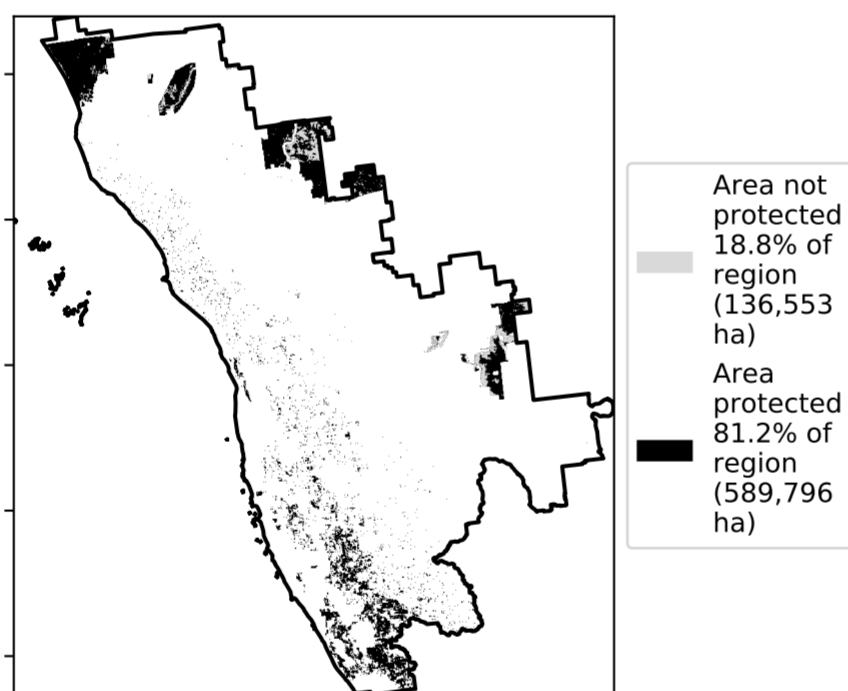 Area not
protected
18.8% of
region
(136,553
ha)
Area
protected
81.2% of
region
(589,796
ha)